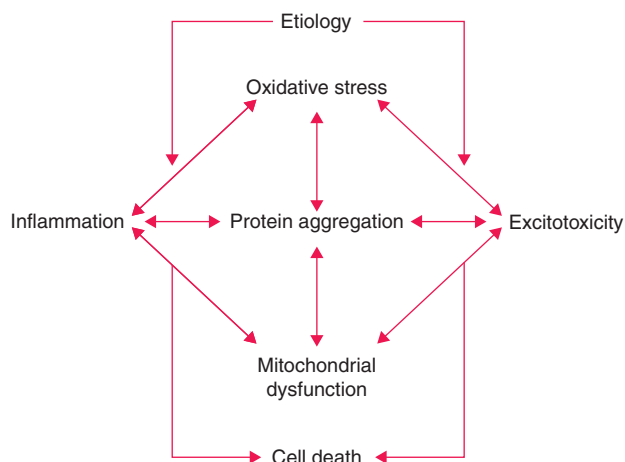 Etiology
Oxidative stress
Inflammation
Protein aggregation
Excitotoxicity
Mitochondrial
dysfunction
Cell death